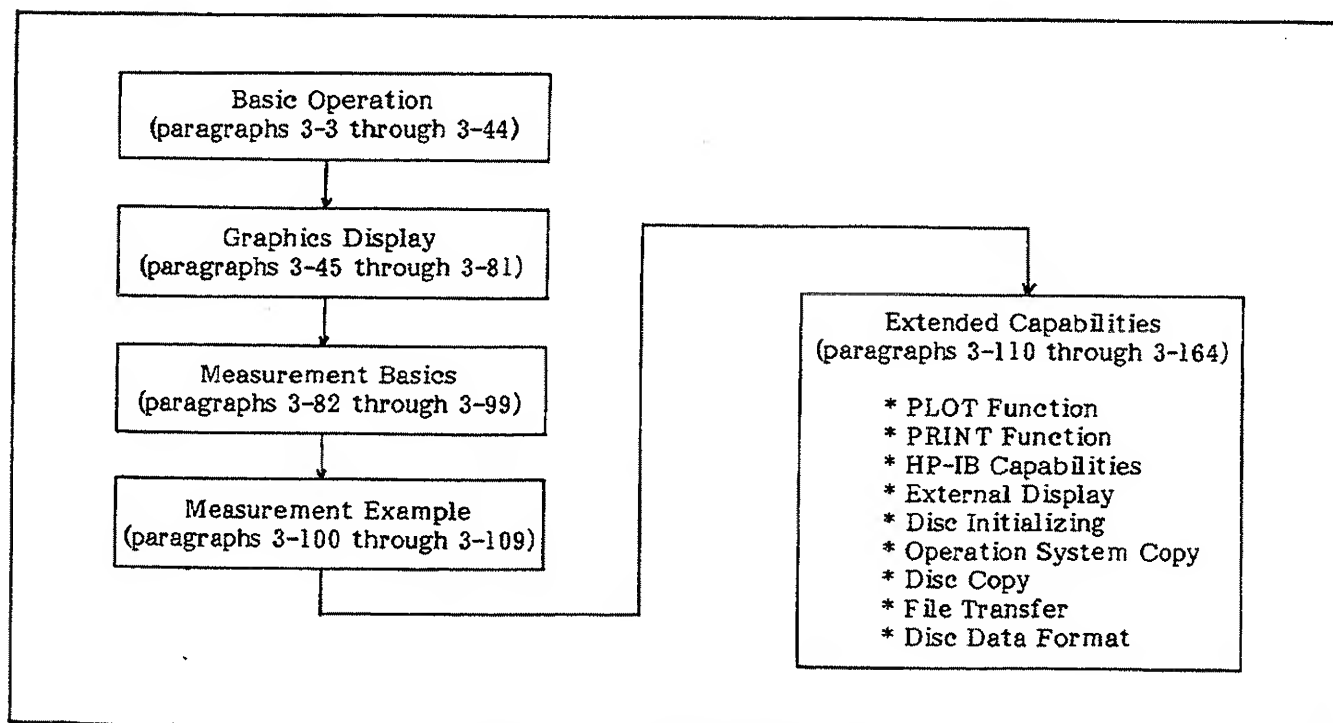 Basic Operation
(paragraphs 3-3 through 3-44)
Graphics Display
(paragraphs 3-45 through 3-81)
Measurement Basics
(paragraphs 3-82 through 3-99)
Measurement Example
(paragraphs 3-100 through 3-109)
Extended Capabilities
(paragraphs 3-110 through 3-164)
* PLOT Function
* PRINT Function
* HP-IB Capabilities
* External Display
* Disc Initializing
* Operation System Copy
* Disc Copy
* File Transfer
* Disc Data Format